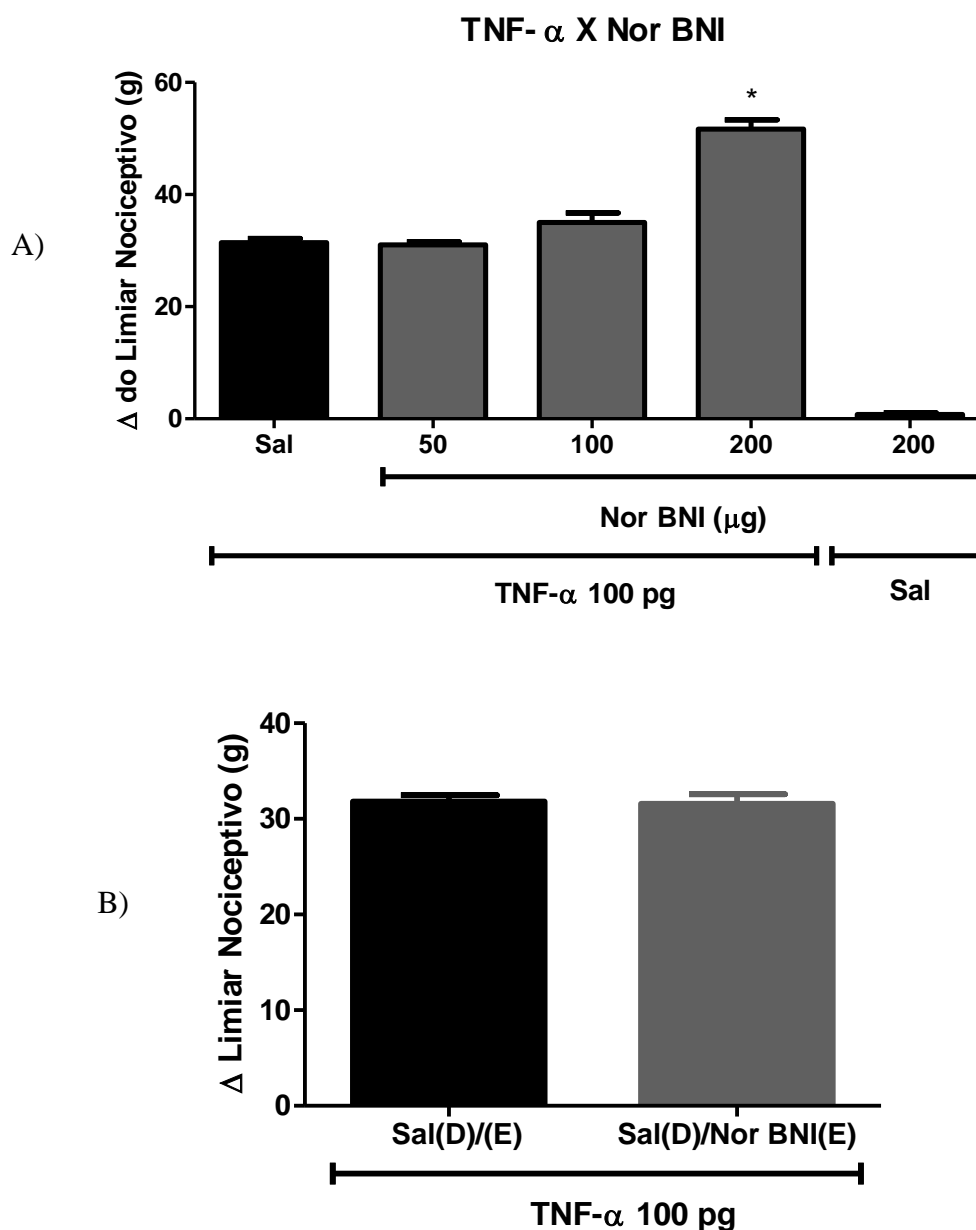 TNF- α X Nor BNI
A)
Δ do Limiar Nociceptivo (g)
60
40
20
0
*
Sal 50 100 200 200
Nor BNI (μg)
TNF-α 100 pg Sal
B)
Δ Limiar Nociceptivo (g)
40
30
20
10
0
Sal(D)/(E) Sal(D)/Nor BNI(E)
TNF-α 100 pg